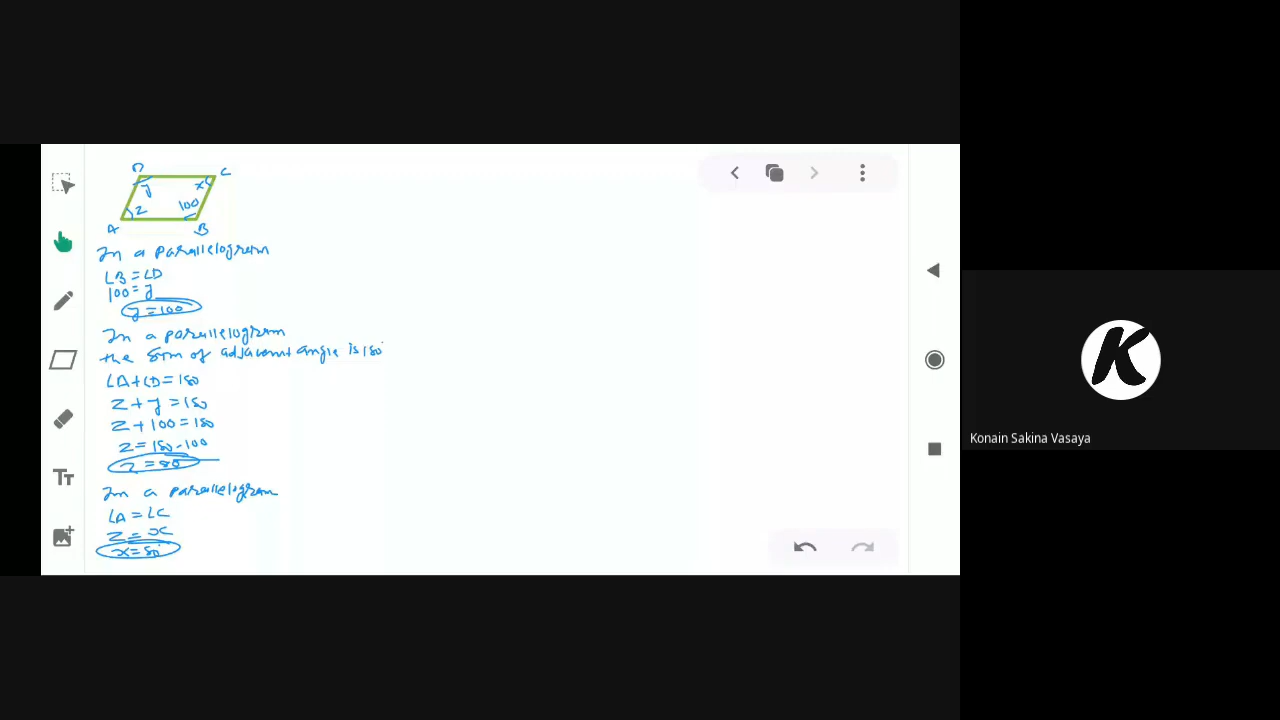 D
C
y
x
z
100
A
B
In a parallelogram
∠B = ∠D
100 = y
y = 100
In a parallelogram
the sum of adjacent angle is 180°
∠A + ∠D = 180
z + y = 180
z + 100 = 180
z = 180 - 100
z = 80
In a parallelogram
∠A = ∠C
z = x
x = 80°
Tт
K
Konain Sakina Vasaya